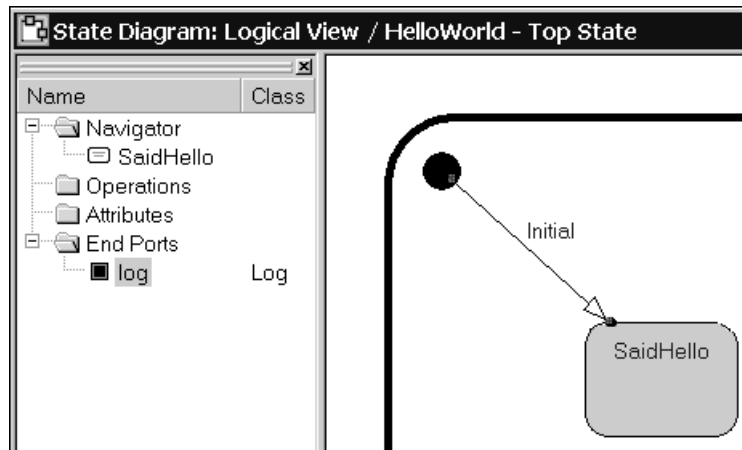 State Diagram: Logical View / HelloWorld - Top State
Name Class
Navigator
SaidHello
Operations
Attributes
End Ports
log Log
Initial
SaidHello